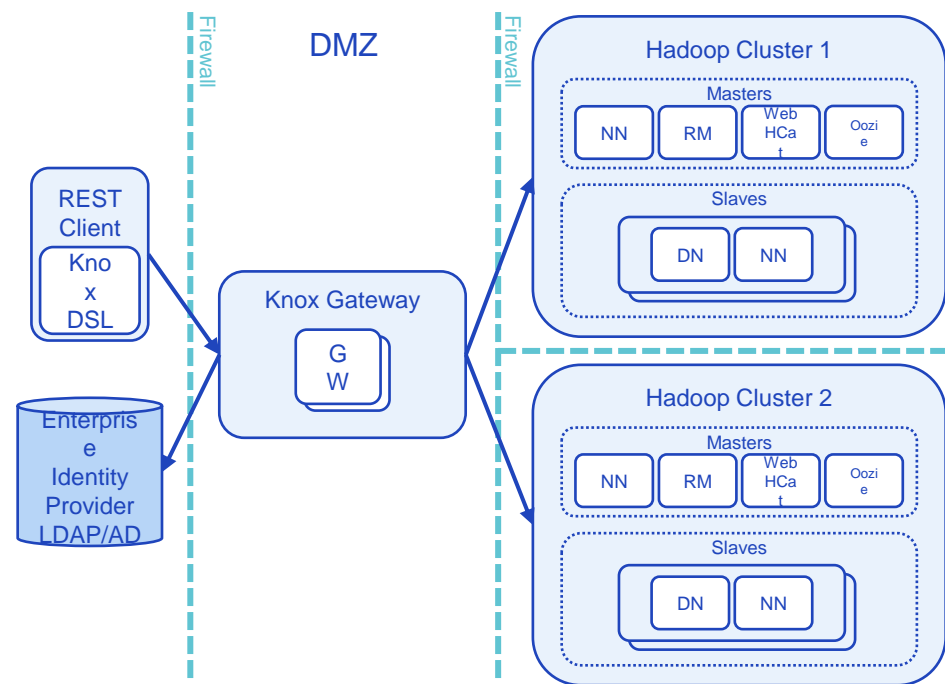 Firewall
DMZ
Firewall
REST
Client
Kno
x
DSL
Enterpris
e
Identity
Provider
LDAP/AD
Knox Gateway
G
W
Hadoop Cluster 1
Masters
NN
RM
Web
HCa
t
Oozi
e
Slaves
DN
NN
Hadoop Cluster 2
Masters
NN
RM
Web
HCa
t
Oozi
e
Slaves
DN
NN